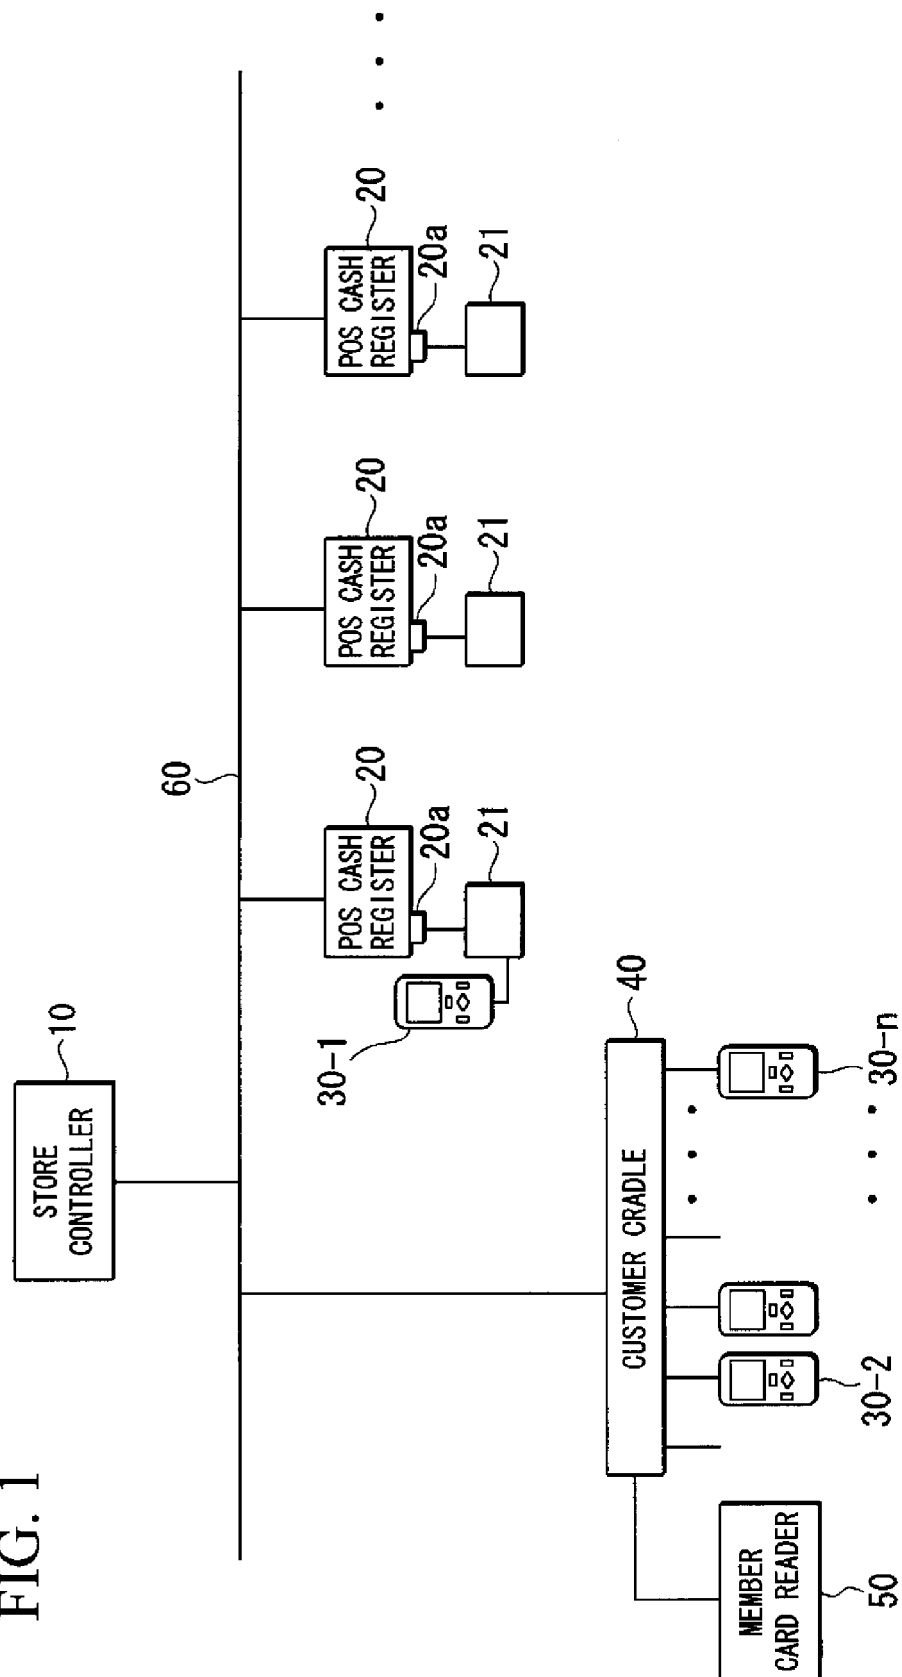 FIG. 1
STORE
CONTROLLER
10
60
POS CASH
REGISTER
20
20a
21
POS CASH
REGISTER
20
20a
21
POS CASH
REGISTER
20
20a
21
30-1
CUSTOMER CRADLE
40
30-2
30-n
MEMBER
CARD READER
50